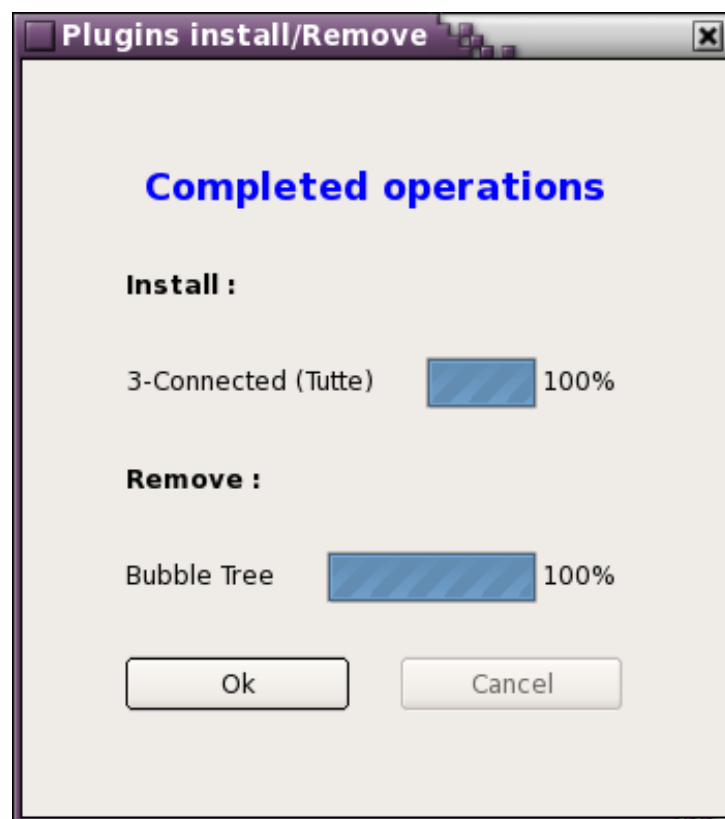 Plugins install/Remove
Completed operations
Install :
3-Connected (Tutte) 100%
Remove :
Bubble Tree 100%
Ok Cancel